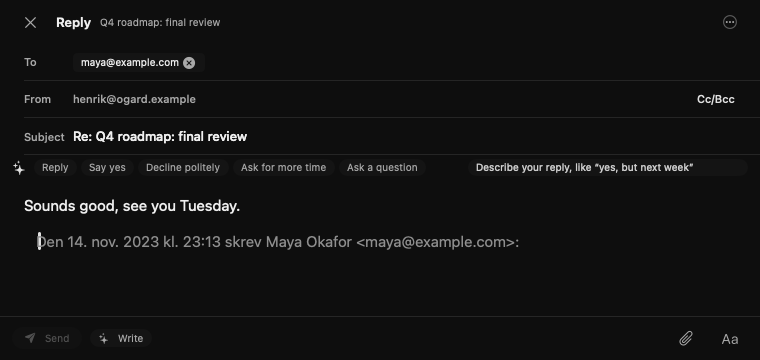 Reply Q4 roadmap: final review
To maya@example.com
From henrik@ogard.example Cc/Bcc
Subject Re: Q4 roadmap: final review
Reply Say yes Decline politely Ask for more time Ask a question Describe your reply, like “yes, but next week”
Sounds good, see you Tuesday.
Den 14. nov. 2023 kl. 23:13 skrev Maya Okafor <maya@example.com>:
Send Write Aa